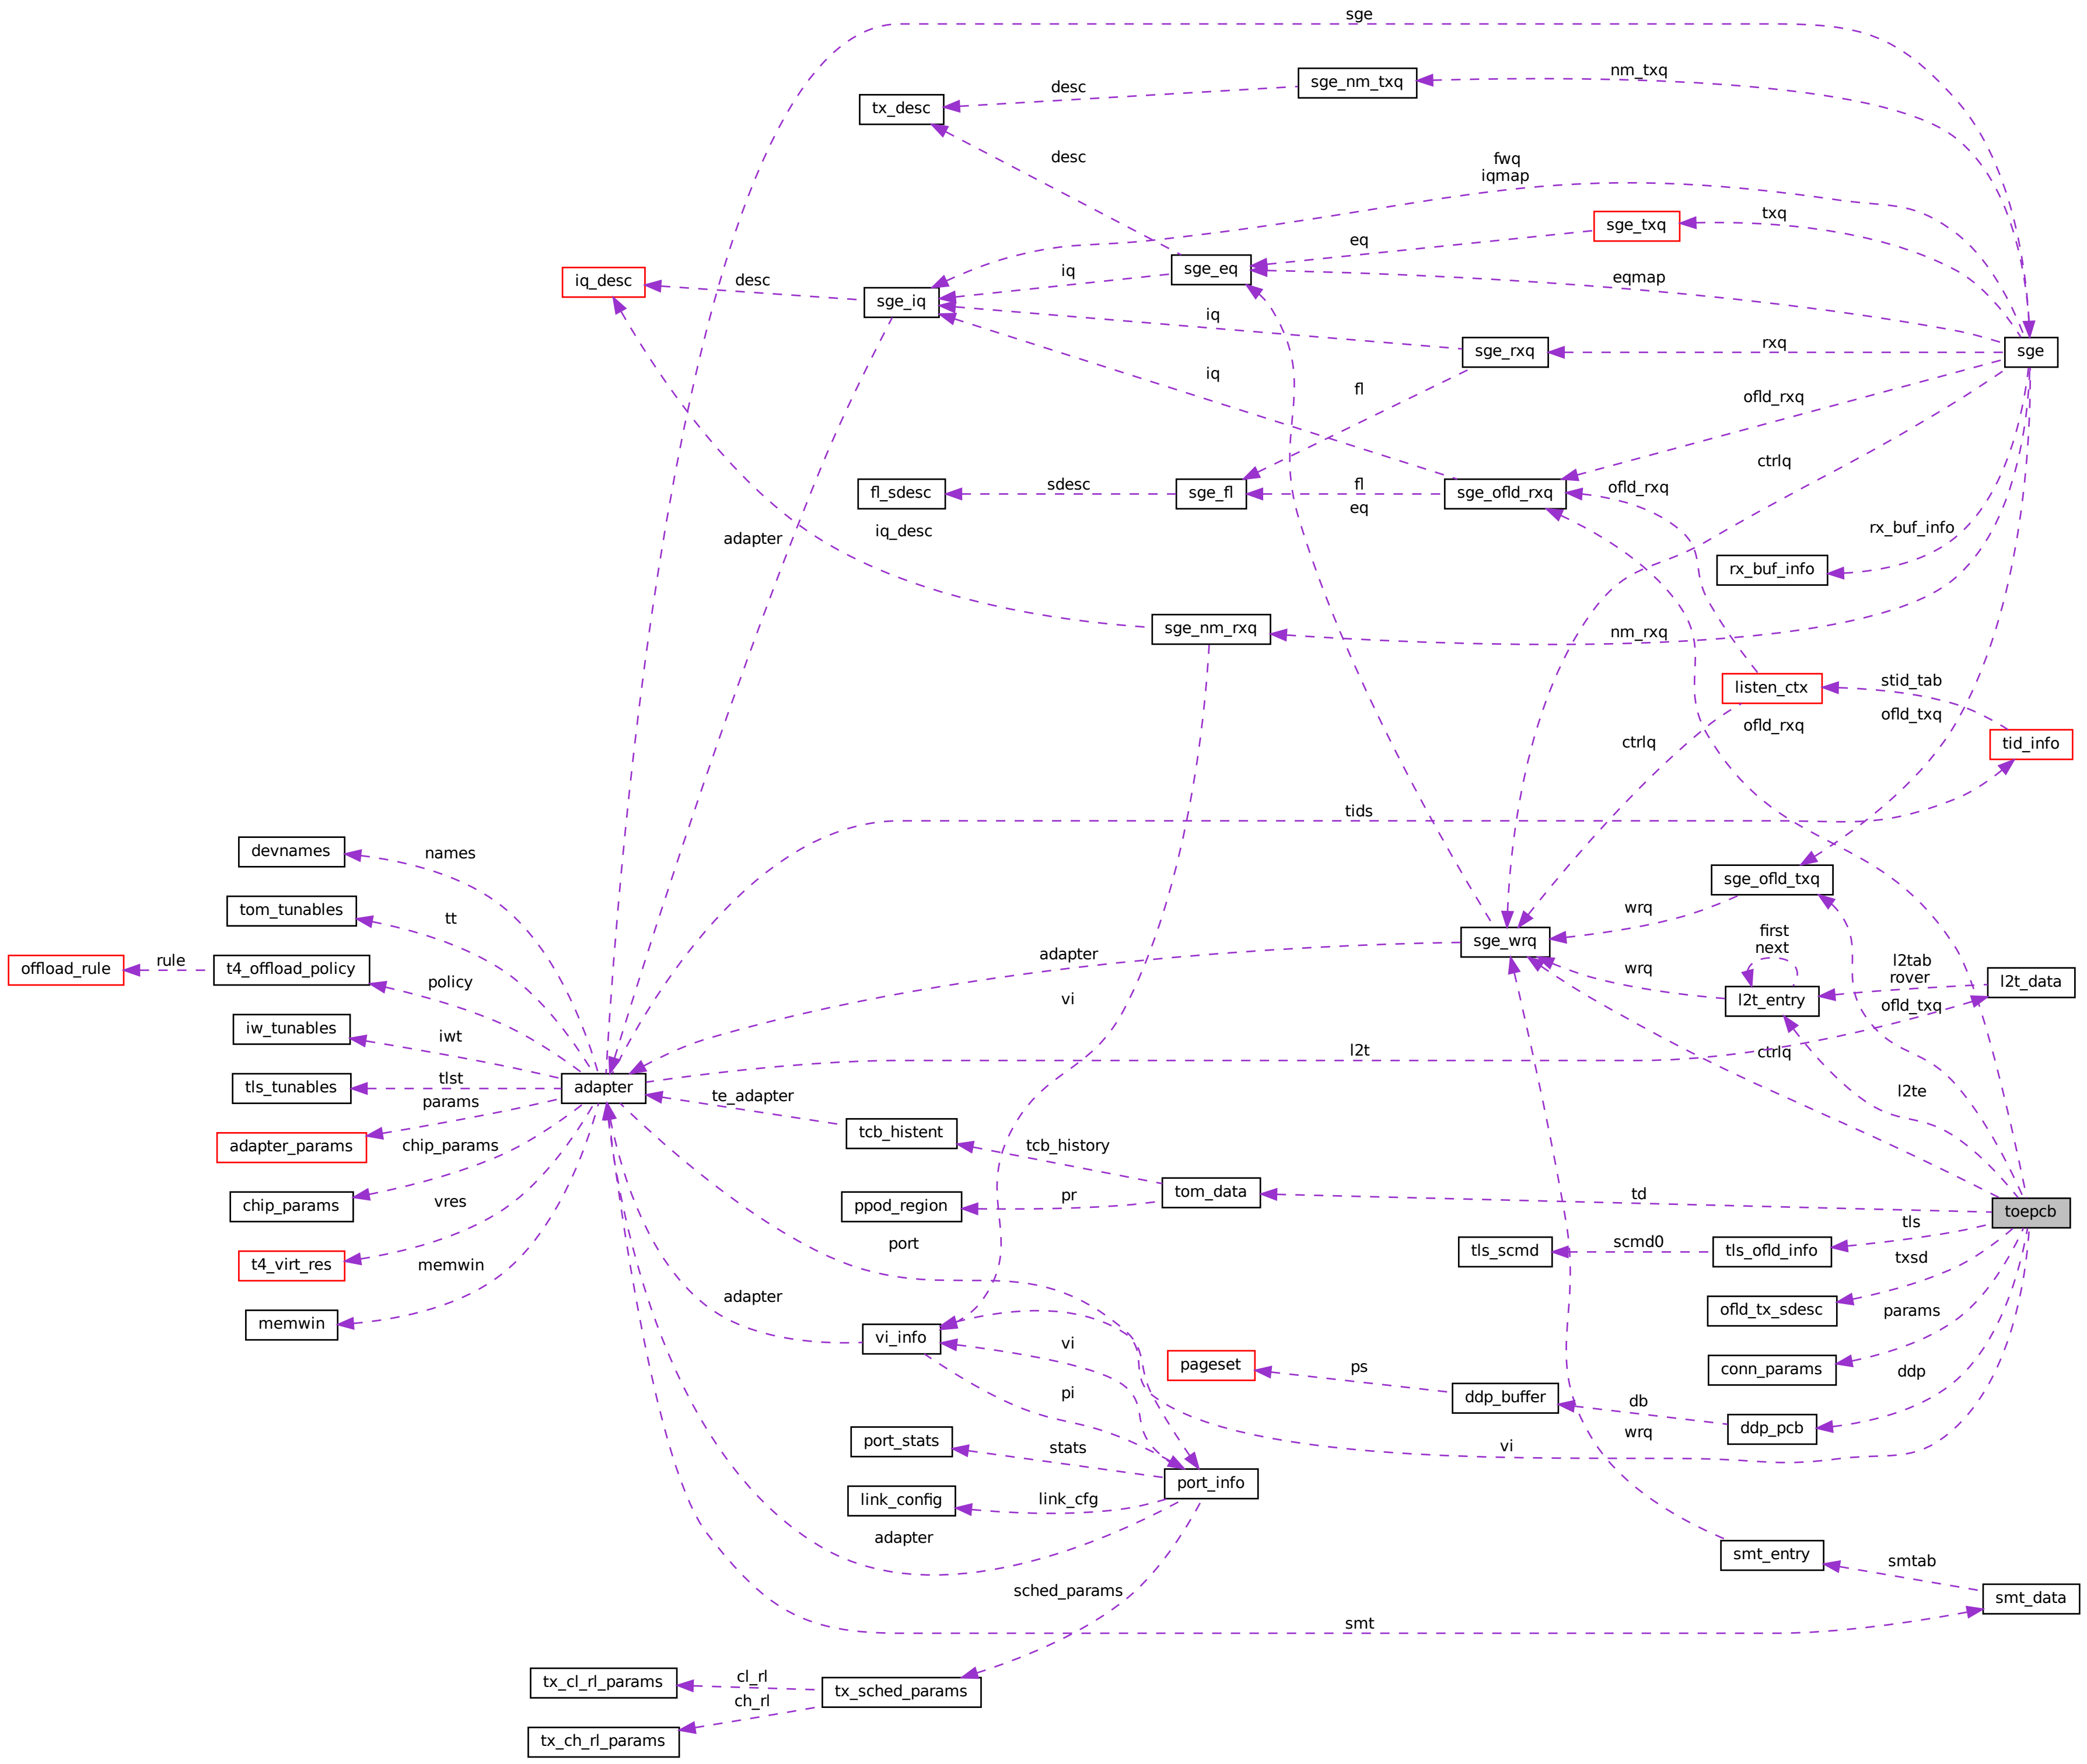 sge
nm_txq
sge_nm_txq
desc
tx_desc
desc
fwq
iqmap
txq
sge_txq
eq
sge_eq
iq
eqmap
iq_desc
desc
sge_iq
iq
sge_rxq
rxq
sge
iq
fl
ofld_rxq
ctrlq
fl_sdesc
sdesc
sge_fl
fl
eq
sge_ofld_rxq
ofld_rxq
adapter
iq_desc
rx_buf_info
rx_buf_info
sge_nm_rxq
nm_rxq
listen_ctx
stid_tab
ofld_rxq
ofld_txq
ctrlq
tid_info
tids
devnames
names
sge_ofld_txq
tom_tunables
tt
wrq
first
next
offload_rule
rule
t4_offload_policy
policy
adapter
sge_wrq
wrq
l2t_entry
l2tab
rover
l2t_data
vi
ofld_txq
iw_tunables
iwt
l2t
ctrlq
tls_tunables
tlst
adapter
te_adapter
l2te
params
adapter_params
chip_params
tcb_histent
tcb_history
chip_params
vres
ppod_region
pr
tom_data
td
toepcb
tls
t4_virt_res
memwin
port
tls_scmd
scmd0
tls_ofld_info
txsd
memwin
adapter
vi_info
vi
ofld_tx_sdesc
params
pageset
ps
conn_params
ddp
pi
ddp_buffer
db
ddp_pcb
port_stats
stats
vi
wrq
port_info
link_config
link_cfg
adapter
smt_entry
smtab
smt_data
sched_params
smt
tx_cl_rl_params
cl_rl
tx_sched_params
ch_rl
tx_ch_rl_params